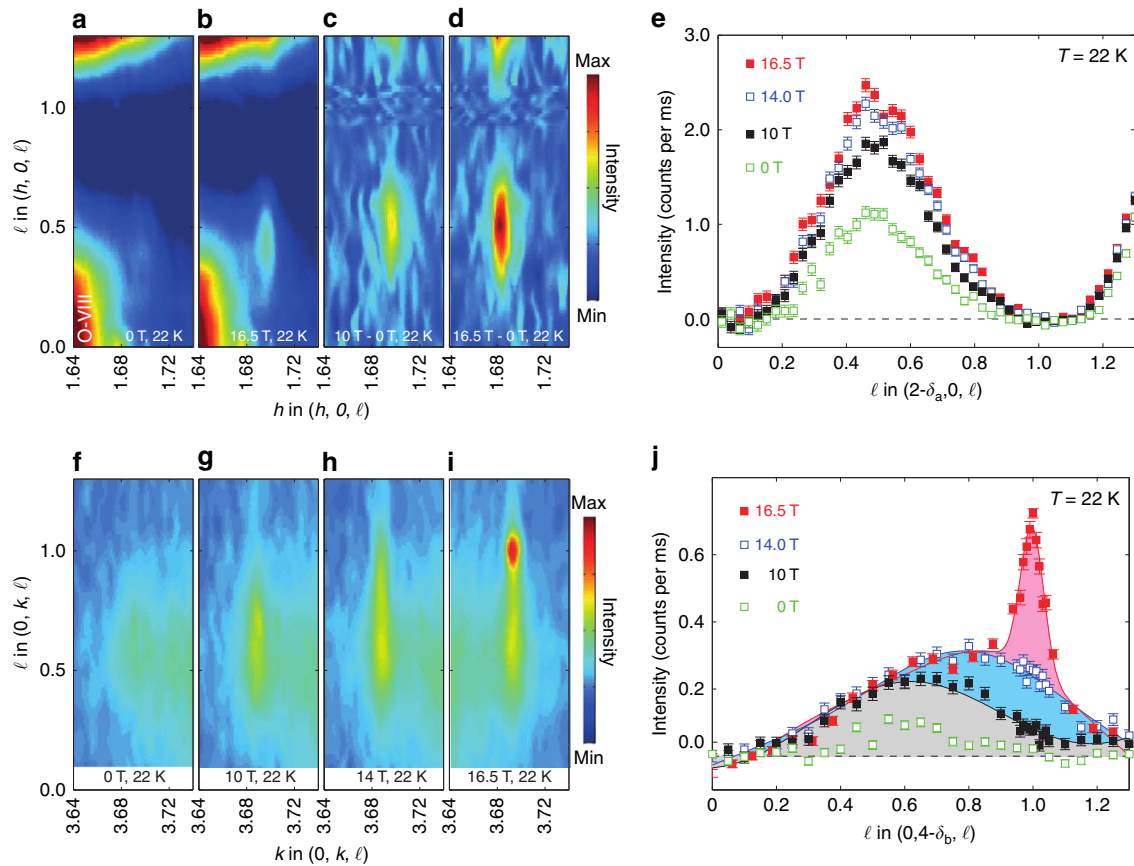 a
b
c
d
ℓ in (h, 0, ℓ)
1.0
0.5
0.0
O-VIII
0 T, 22 K
16.5 T, 22 K
10 T - 0 T, 22 K
16.5 T - 0 T, 22 K
1.64
1.68
1.72
1.64
1.68
1.72
1.64
1.68
1.72
1.64
1.68
1.72
h in (h, 0, ℓ)
Max
Intensity
Min
e
T = 22 K
16.5 T
14.0 T
10 T
0 T
Intensity (counts per ms)
3.0
2.0
1.0
0.0
0
0.2
0.4
0.6
0.8
1.0
1.2
ℓ in (2-δa,0, ℓ)
f
g
h
i
ℓ in (0, k, ℓ)
1.0
0.5
0.0
0 T, 22 K
10 T, 22 K
14 T, 22 K
16.5 T, 22 K
3.64
3.68
3.72
3.64
3.68
3.72
3.64
3.68
3.72
3.64
3.68
3.72
k in (0, k, ℓ)
Max
Intensity
Min
j
T = 22 K
16.5 T
14.0 T
10 T
0 T
Intensity (counts per ms)
0.6
0.4
0.2
0.0
0
0.2
0.4
0.6
0.8
1.0
1.2
ℓ in (0,4-δb, ℓ)